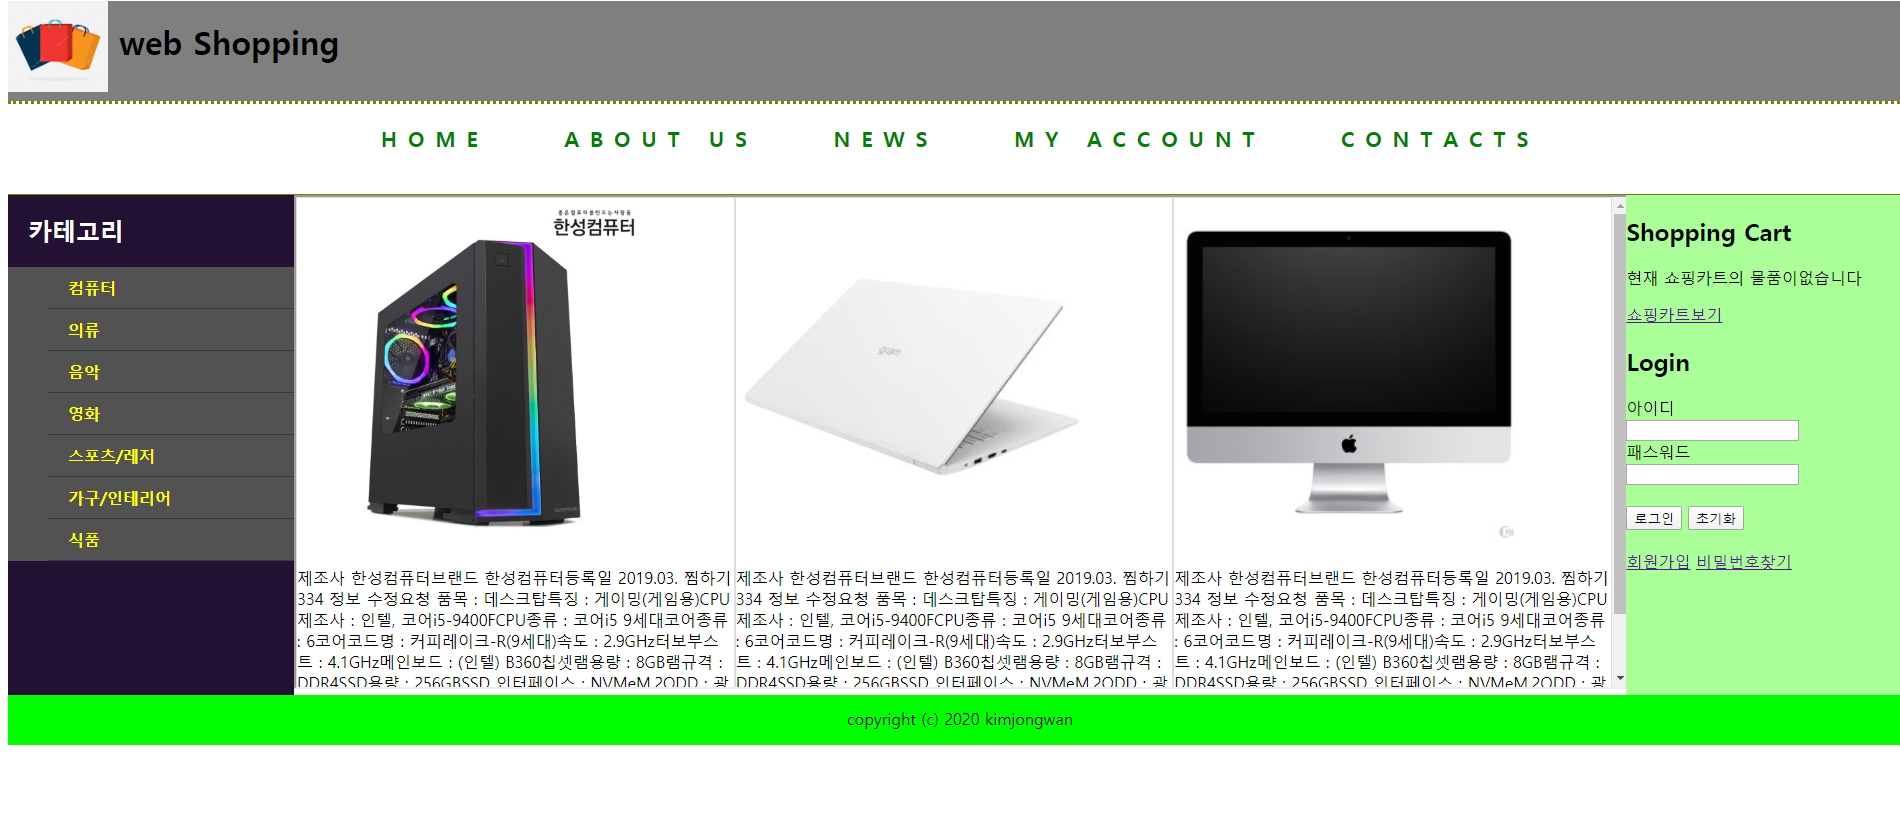 web Shopping
HOME ABOUT US NEWS MY ACCOUNT CONTACTS
카테고리
컴퓨터
의류
음악
영화
스포츠/레저
가구/인테리어
식품
한성컴퓨터
gram
제조사 한성컴퓨터브랜드 한성컴퓨터등록일 2019.03. 찜하기
334 정보 수정요청 품목 : 데스크탑특징 : 게이밍(게임용)CPU
제조사 : 인텔, 코어i5-9400FCPU종류 : 코어i5 9세대코어종류
: 6코어코드명 : 커피레이크-R(9세대)속도 : 2.9GHz터보부스
트 : 4.1GHz메인보드 : (인텔) B360칩셋램용량 : 8GB램규격 :
DDR4SSD용량 : 256GBSSD 인터페이스 : NVMeM.2ODD : 광
제조사 한성컴퓨터브랜드 한성컴퓨터등록일 2019.03. 찜하기
334 정보 수정요청 품목 : 데스크탑특징 : 게이밍(게임용)CPU
제조사 : 인텔, 코어i5-9400FCPU종류 : 코어i5 9세대코어종류
: 6코어코드명 : 커피레이크-R(9세대)속도 : 2.9GHz터보부스
트 : 4.1GHz메인보드 : (인텔) B360칩셋램용량 : 8GB램규격 :
DDR4SSD용량 : 256GBSSD 인터페이스 : NVMeM.2ODD : 광
제조사 한성컴퓨터브랜드 한성컴퓨터등록일 2019.03. 찜하기
334 정보 수정요청 품목 : 데스크탑특징 : 게이밍(게임용)CPU
제조사 : 인텔, 코어i5-9400FCPU종류 : 코어i5 9세대코어종류
: 6코어코드명 : 커피레이크-R(9세대)속도 : 2.9GHz터보부스
트 : 4.1GHz메인보드 : (인텔) B360칩셋램용량 : 8GB램규격 :
DDR4SSD용량 : 256GBSSD 인터페이스 : NVMeM.2ODD : 광
Shopping Cart
현재 쇼핑카트의 물품이없습니다
쇼핑카트보기
Login
아이디
패스워드
로그인 초기화
회원가입 비밀번호찾기
copyright (c) 2020 kimjongwan